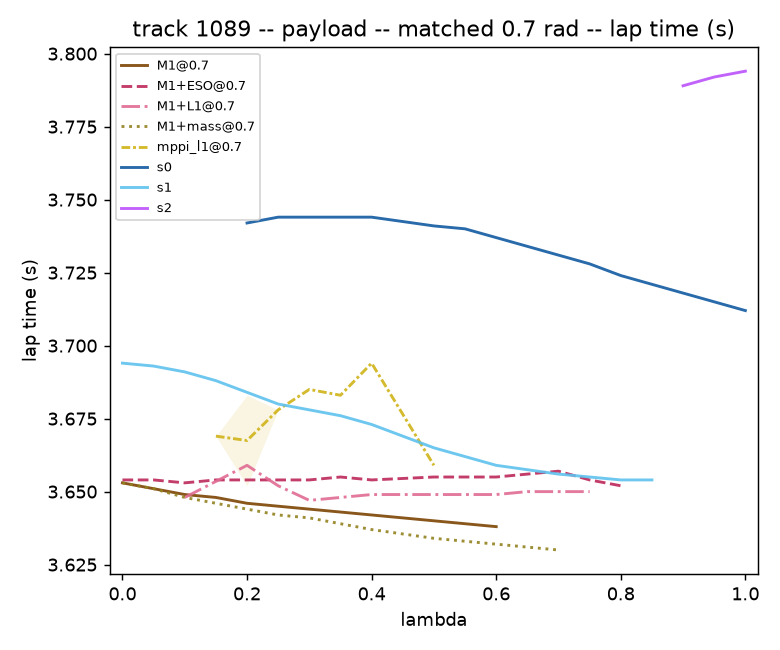 track 1089 -- payload -- matched 0.7 rad -- lap time (s)
M1@0.7
M1+ESO@0.7
M1+L1@0.7
M1+mass@0.7
mppi_l1@0.7
s0
s1
s2
lap time (s)
3.800
3.775
3.750
3.725
3.700
3.675
3.650
3.625
0.0 0.2 0.4 0.6 0.8 1.0
lambda